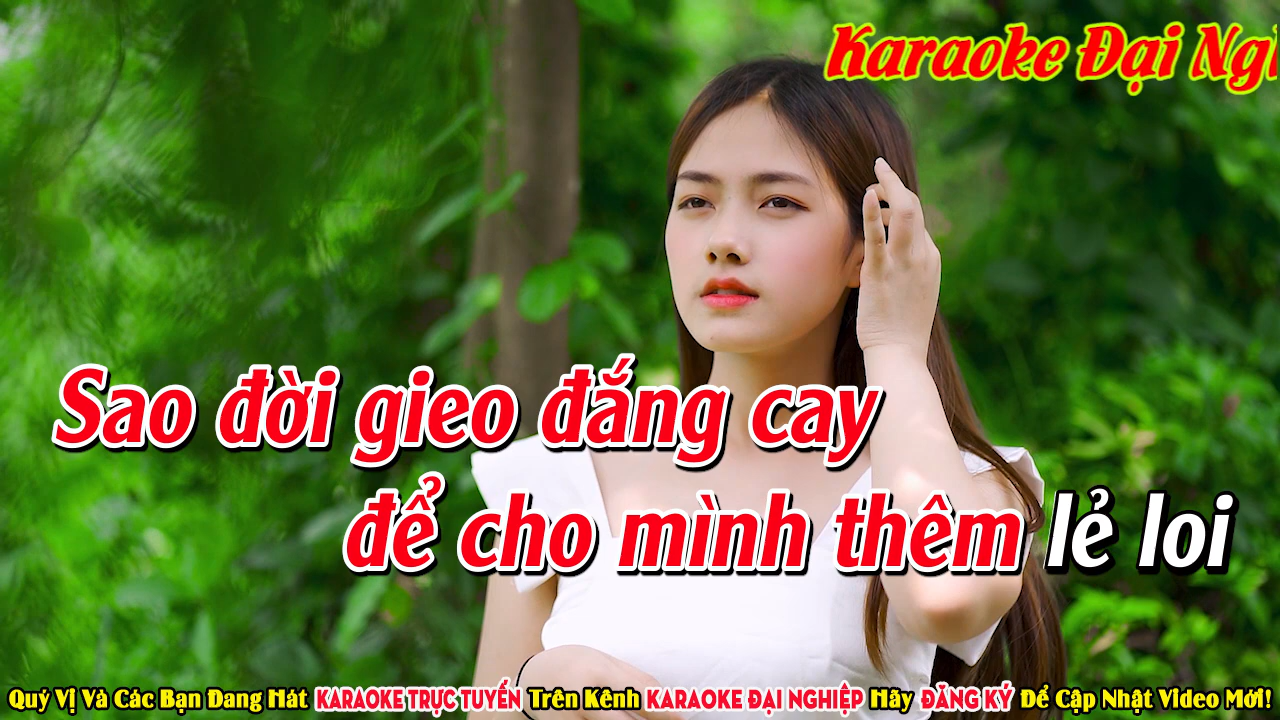 Karaoke Đại Ngh
Sao đời gieo đắng cay
để cho mình thêm lẻ loi
Quý Vị Và Các Bạn Đang Hát KARAOKE TRỰC TUYẾN Trên Kênh KARAOKE ĐẠI NGHIỆP Hãy ĐĂNG KÝ Để Cập Nhật Video Mới!